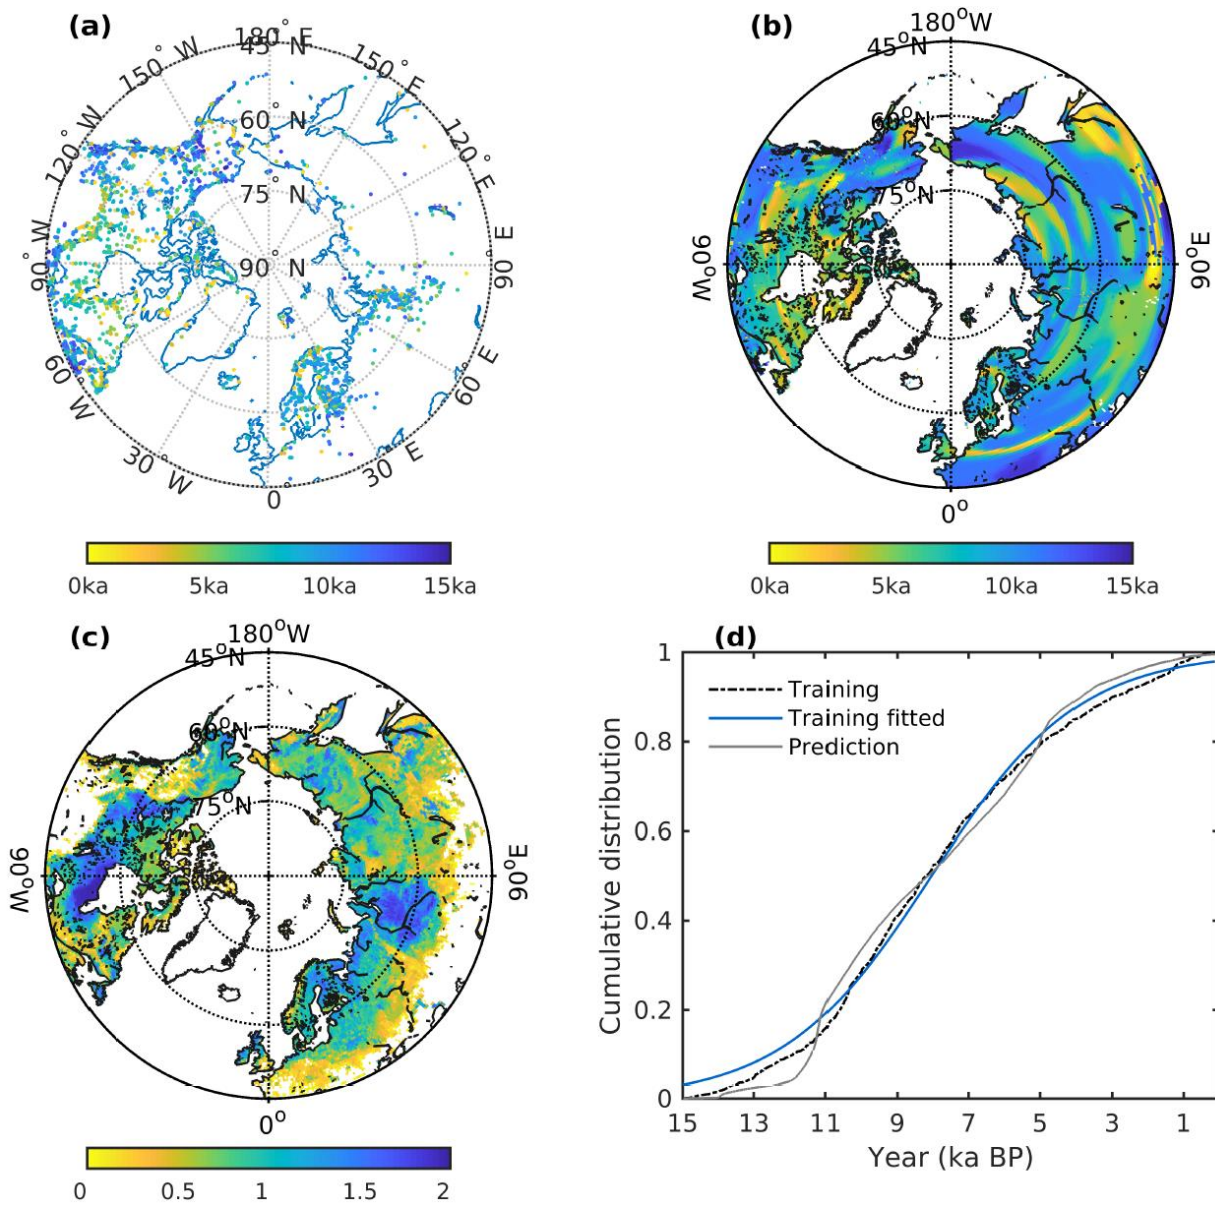 (a)
180° E
45° N
150° W
150° E
60° N
120° W
120° E
75° N
90° W
90° N
90° E
60° W
60° E
30° W
30° E
0°
0ka 5ka 10ka 15ka
(b)
180°W
45°N
60°N
75°N
90°W
90°E
0°
0ka 5ka 10ka 15ka
(c)
180°W
45°N
60°N
75°N
90°W
90°E
0°
0 0.5 1 1.5 2
(d)
1
0.8
0.6
0.4
0.2
0
Cumulative distribution
Training
Training fitted
Prediction
15 13 11 9 7 5 3 1
Year (ka BP)